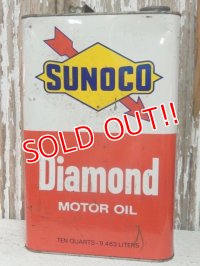 SUNOCO
SOLD OUT!!
Diamond
MOTOR OIL
TEN QUARTS - 9.463 LITERS